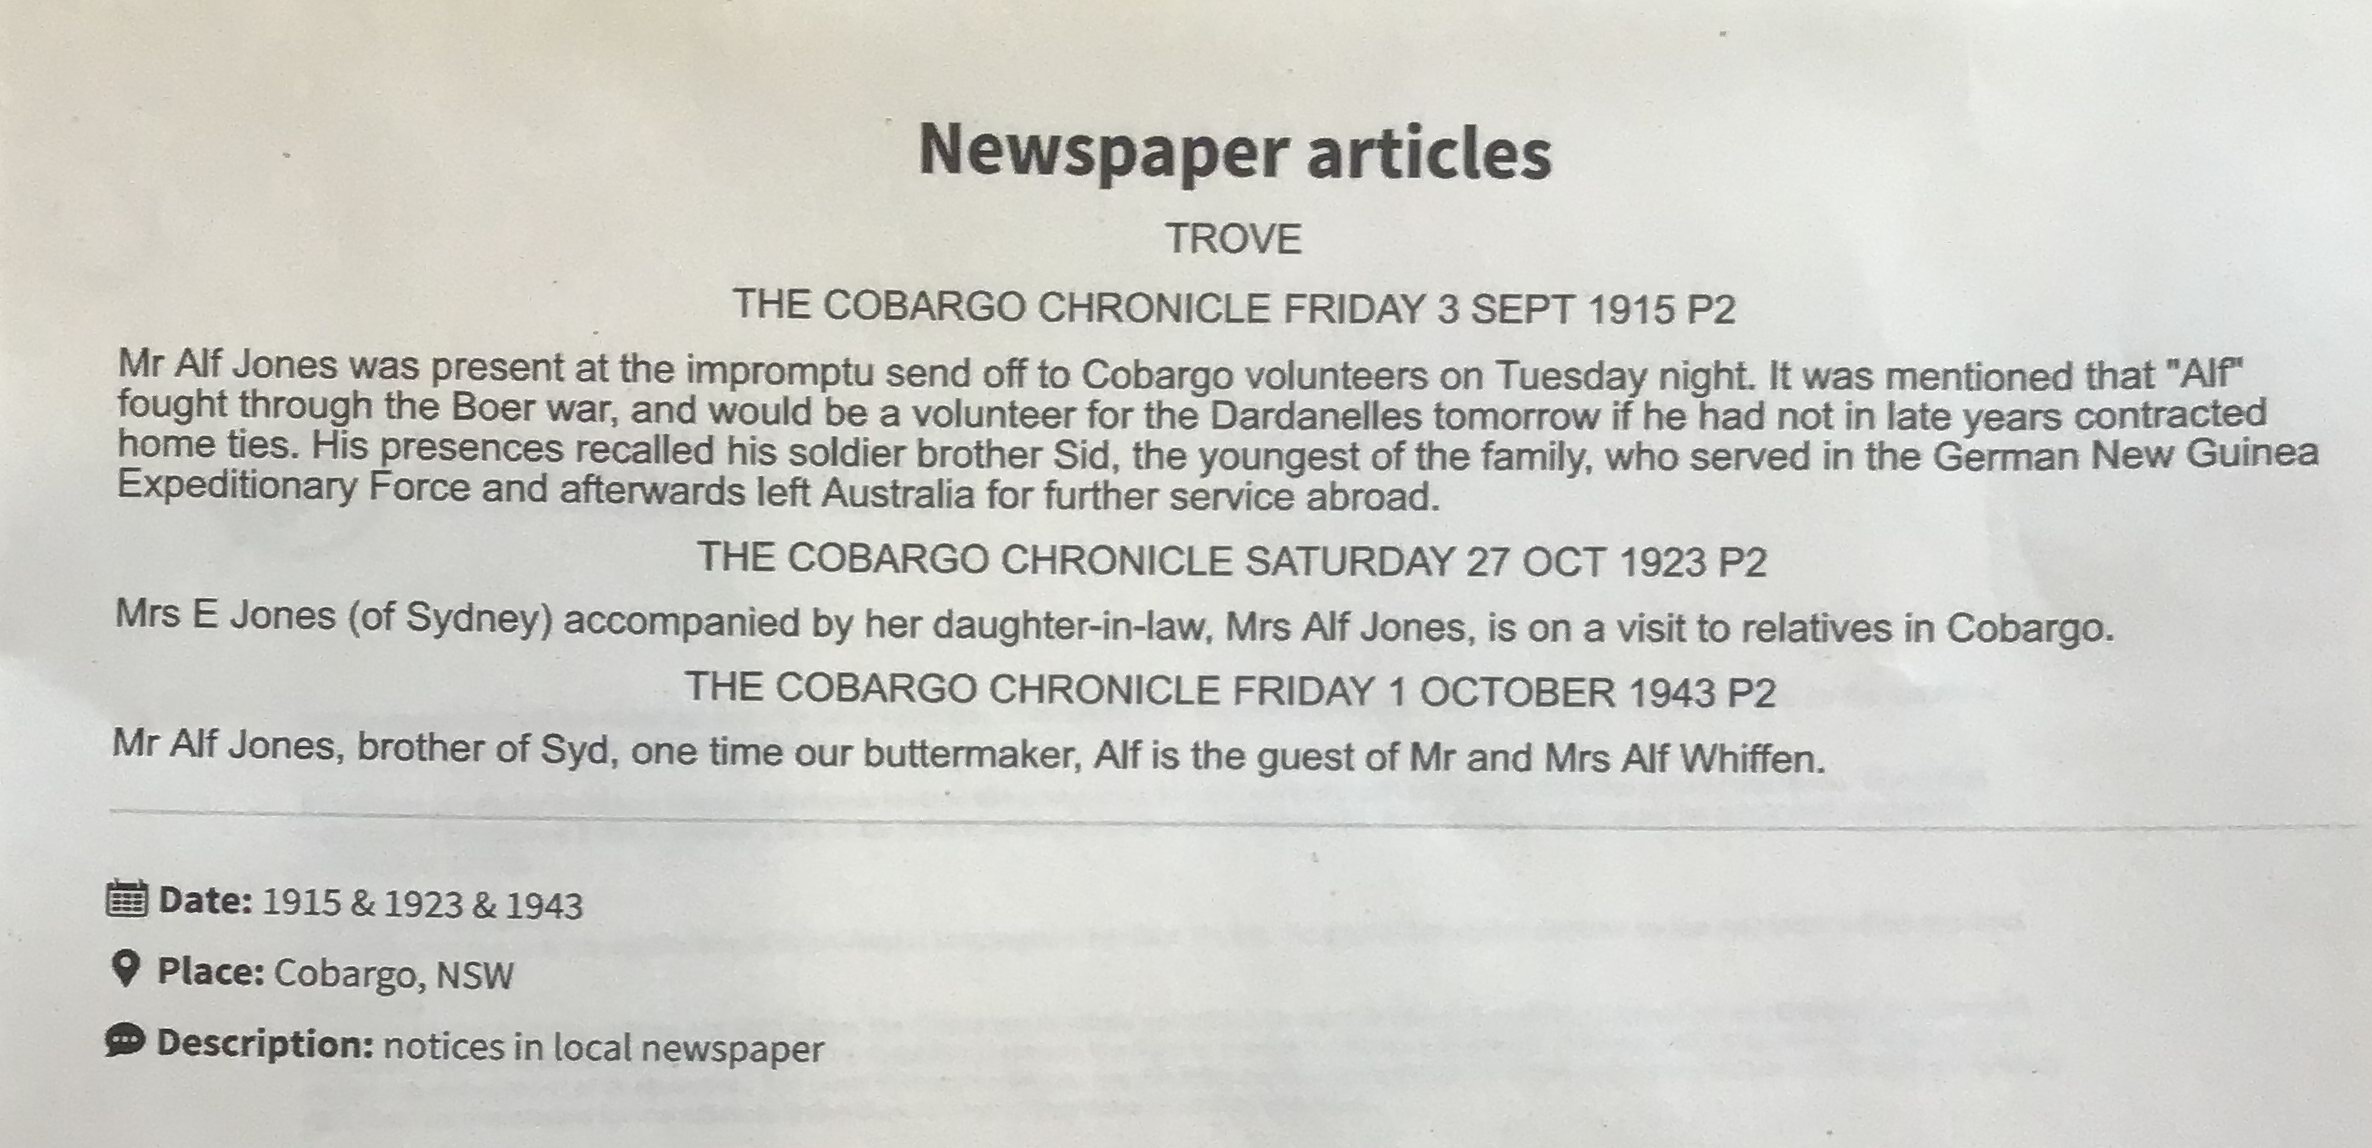 Newspaper articles
TROVE
THE COBARGO CHRONICLE FRIDAY 3 SEPT 1915 P2
Mr Alf Jones was present at the impromptu send off to Cobargo volunteers on Tuesday night. It was mentioned that "Alf"
fought through the Boer war, and would be a volunteer for the Dardanelles tomorrow if he had not in late years contracted
home ties. His presences recalled his soldier brother Sid, the youngest of the family, who served in the German New Guinea
Expeditionary Force and afterwards left Australia for further service abroad.
THE COBARGO CHRONICLE SATURDAY 27 OCT 1923 P2
Mrs E Jones (of Sydney) accompanied by her daughter-in-law, Mrs Alf Jones, is on a visit to relatives in Cobargo.
THE COBARGO CHRONICLE FRIDAY 1 OCTOBER 1943 P2
Mr Alf Jones, brother of Syd, one time our buttermaker, Alf is the guest of Mr and Mrs Alf Whiffen.
Date: 1915 & 1923 & 1943
Place: Cobargo, NSW
Description: notices in local newspaper